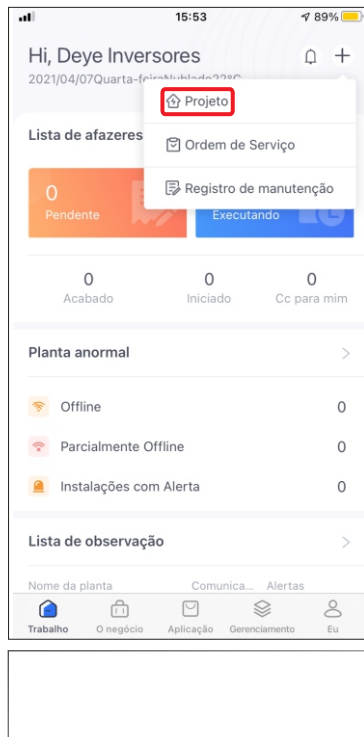 15:53
89%
Hi, Deye Inversores
2021/04/07Quarta-feiraNublado22°C
Projeto
Lista de afazeres
Ordem de Serviço
Registro de manutenção
0
Pendente
Executando
0
0
0
Acabado
Iniciado
Cc para mim
Planta anormal
Offline
0
Parcialmente Offline
0
Instalações com Alerta
0
Lista de observação
Nome da planta
Comunica...
Alertas
Trabalho
O negócio
Aplicação
Gerenciamento
Eu